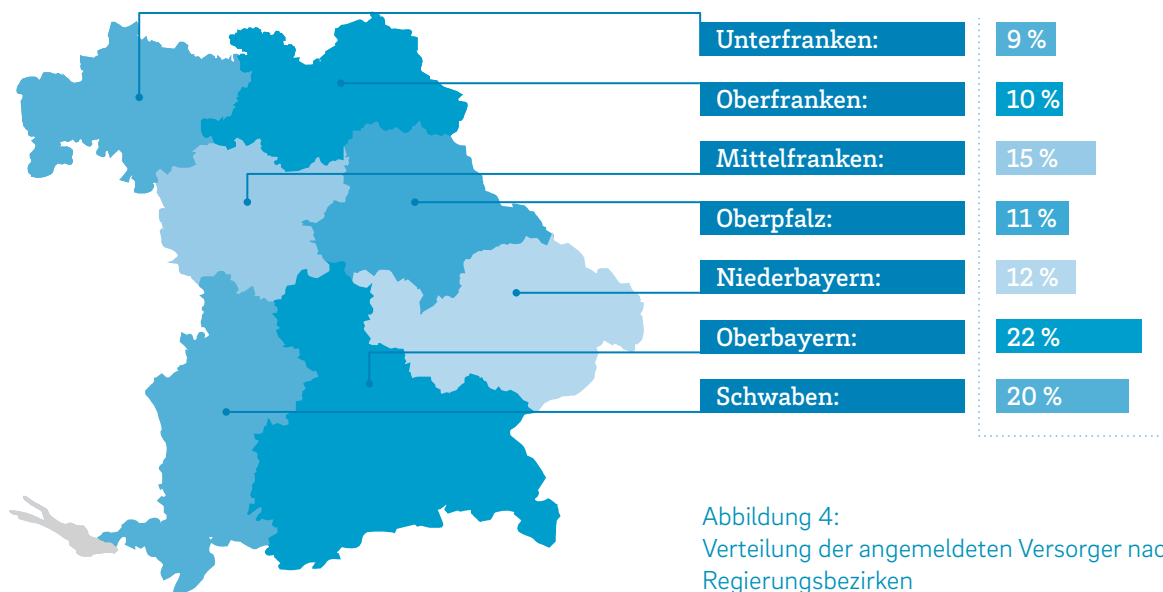 Unterfranken: 9 %
Oberfranken: 10 %
Mittelfranken: 15 %
Oberpfalz: 11 %
Niederbayern: 12 %
Oberbayern: 22 %
Schwaben: 20 %
Abbildung 4:
Verteilung der angemeldeten Versorger
Regierungsbezirken